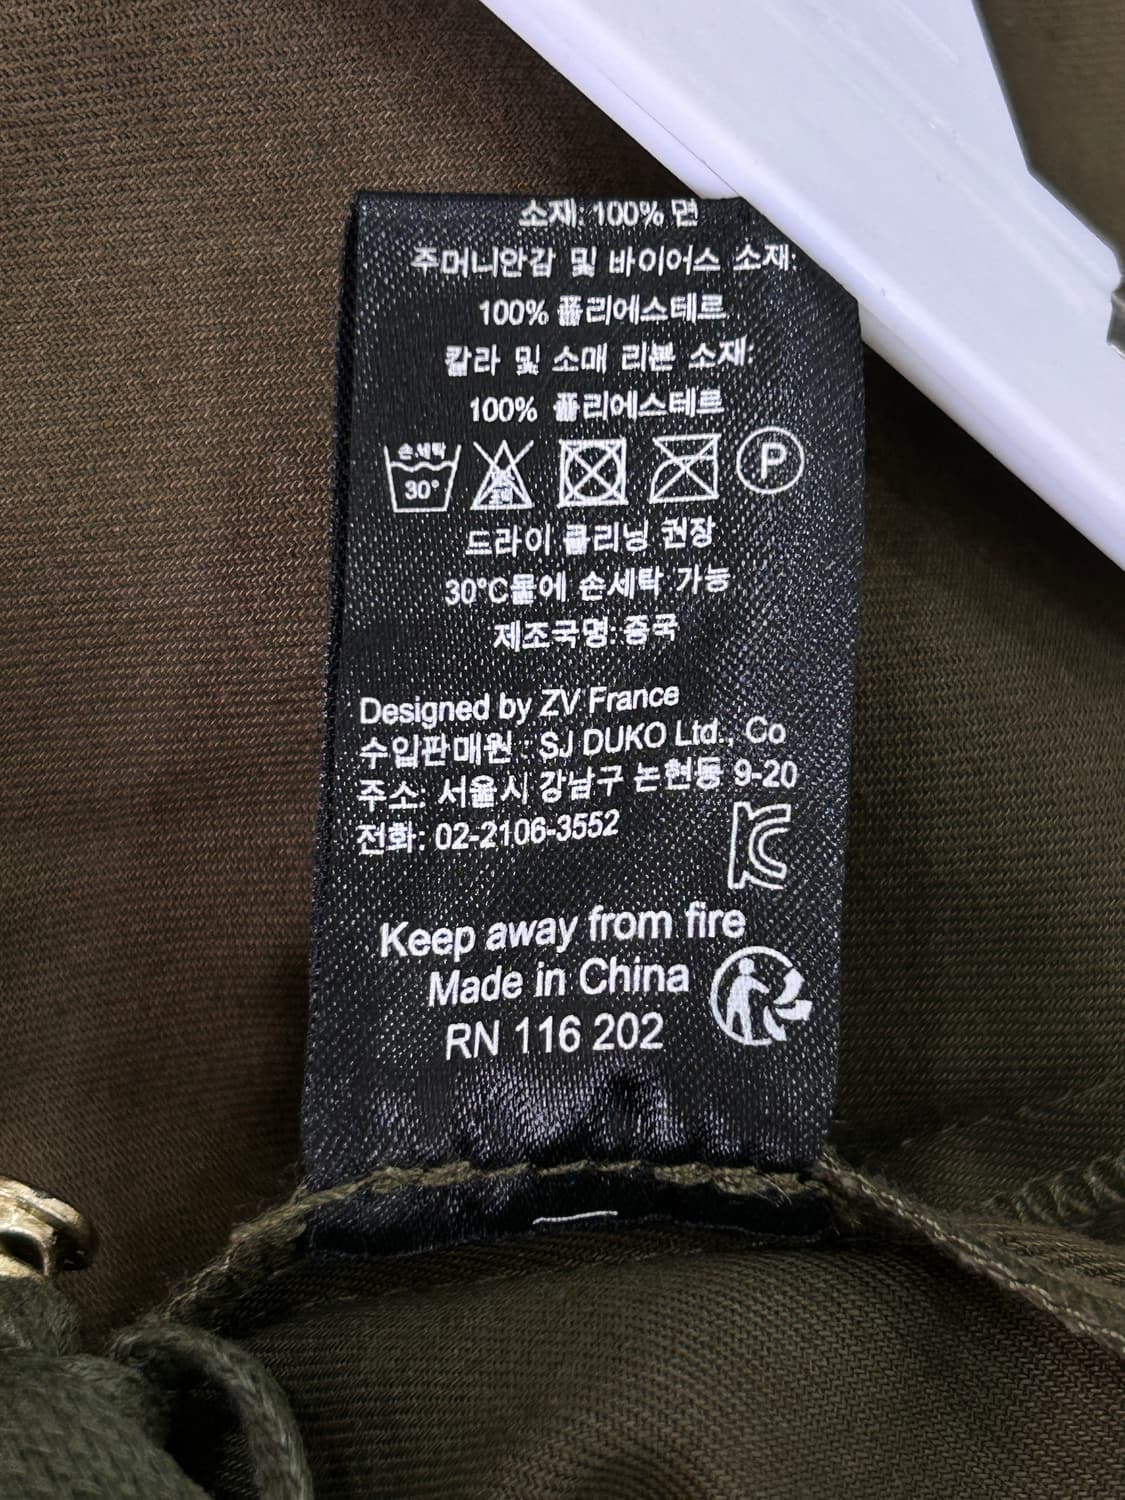 소재: 100% 면
주머니안감 및 바이어스 소재:
100% 폴리에스테르
칼라 및 소매 리본 소재:
100% 폴리에스테르
손세탁
30°
P
드라이 클리닝 권장
30°C물에 손세탁 가능
제조국명: 중국
Designed by ZV France
수입판매원 : SJ DUKO Ltd., Co
주소: 서울시 강남구 논현동 9-20
전화: 02-2106-3552
KC
Keep away from fire
Made in China
RN 116 202